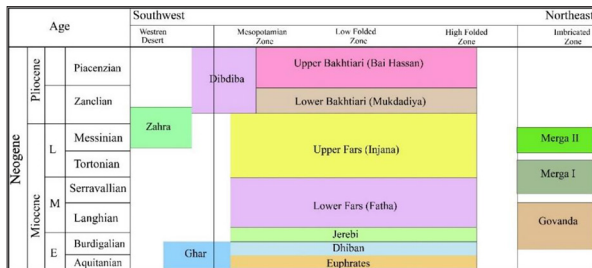 Southwest Northeast
Age
Westren
Desert
Mesopotamian
Zone
Low Folded
Zone
High Folded
Zone
Imbricated
Zone
Neogene
Pliocene
Piacenzian
Zanclian
Miocene
L
Messinian
Tortonian
M
Serravallian
Langhian
E
Burdigalian
Aquitanian
Zahra
Dibdiba
Ghar
Upper Bakhtiari (Bai Hassan)
Lower Bakhtiari (Mukdadiya)
Upper Fars (Injana)
Lower Fars (Fatha)
Jerebi
Dhiban
Euphrates
Merga II
Merga I
Govanda